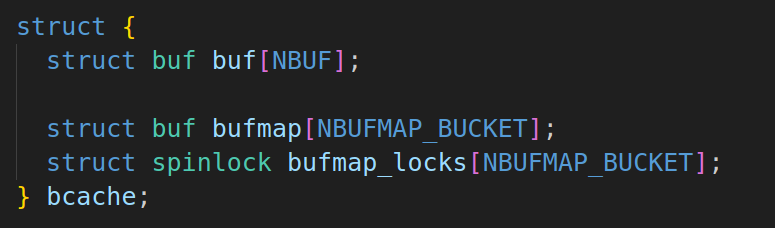 struct {
  struct buf buf[NBUF];

  struct buf bufmap[NBUFMAP_BUCKET];
  struct spinlock bufmap_locks[NBUFMAP_BUCKET];
} bcache;